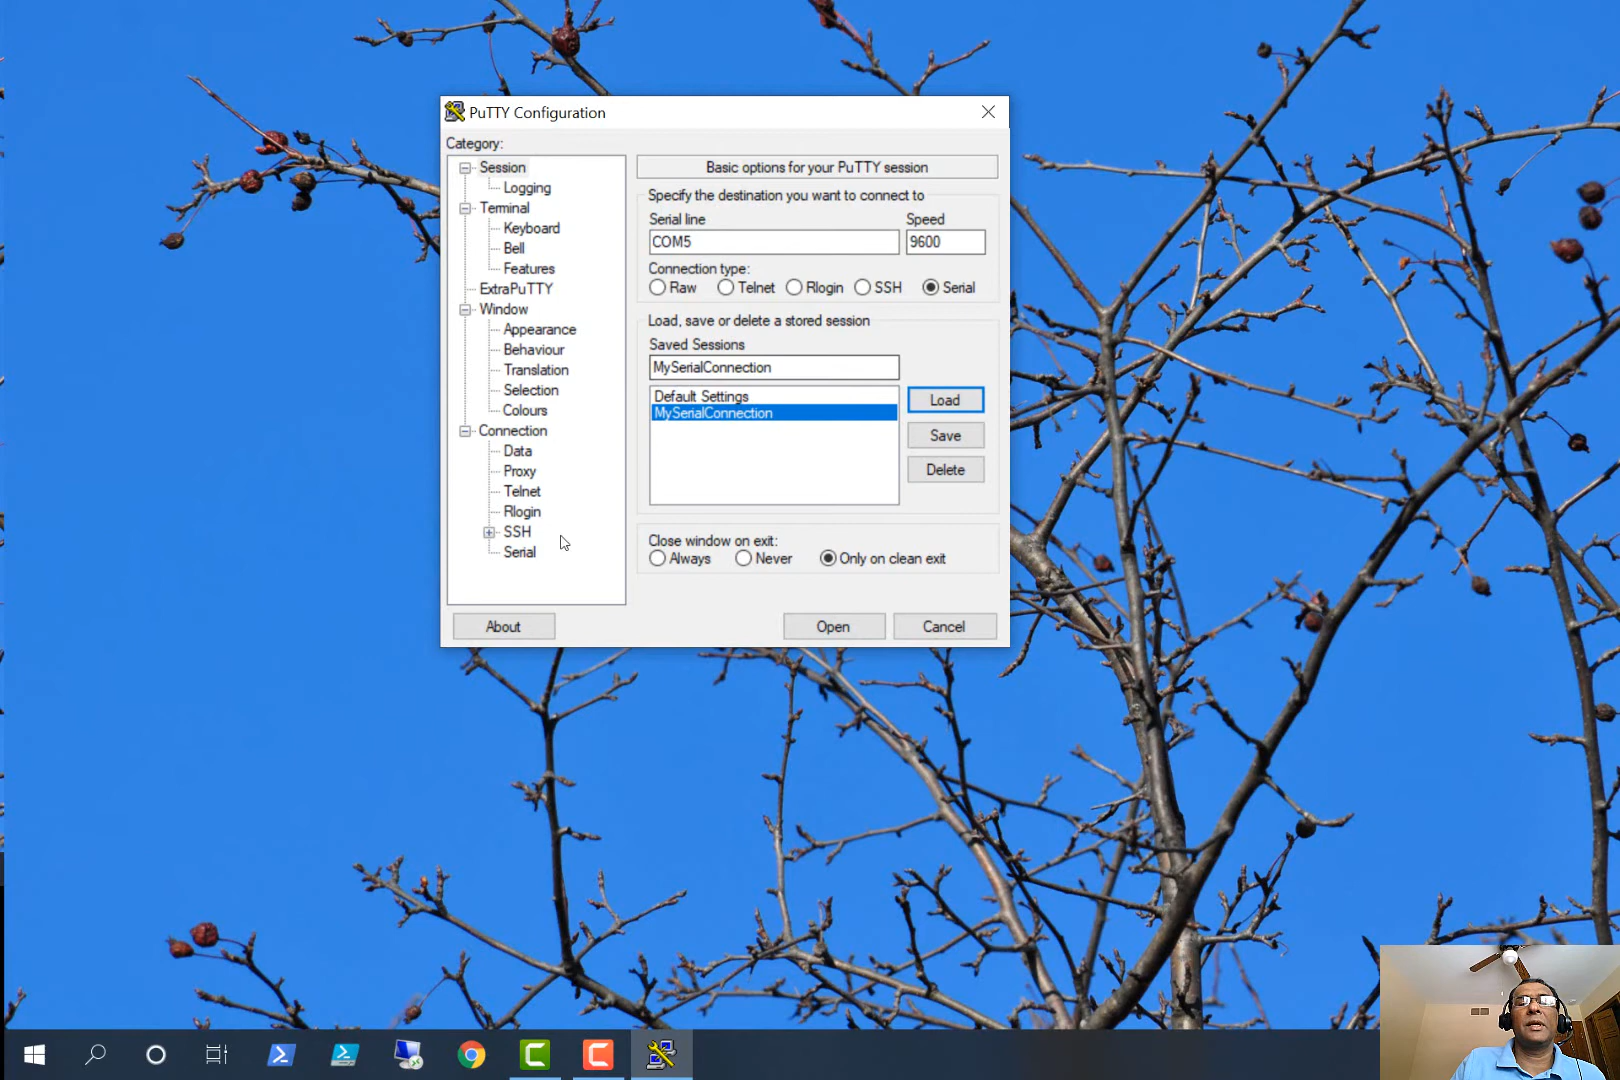 PuTTY Configuration
Category:
Session
Logging
Terminal
Keyboard
Bell
Features
ExtraPuTTY
Window
Appearance
Behaviour
Translation
Selection
Colours
Connection
Data
Proxy
Telnet
Rlogin
SSH
Serial
Basic options for your PuTTY session
Specify the destination you want to connect to
Serial line Speed
COM5 9600
Connection type:
Raw Telnet Rlogin SSH Serial
Load, save or delete a stored session
Saved Sessions
MySerialConnection
Default Settings
MySerialConnection
Load
Save
Delete
Close window on exit:
Always Never Only on clean exit
About Open Cancel